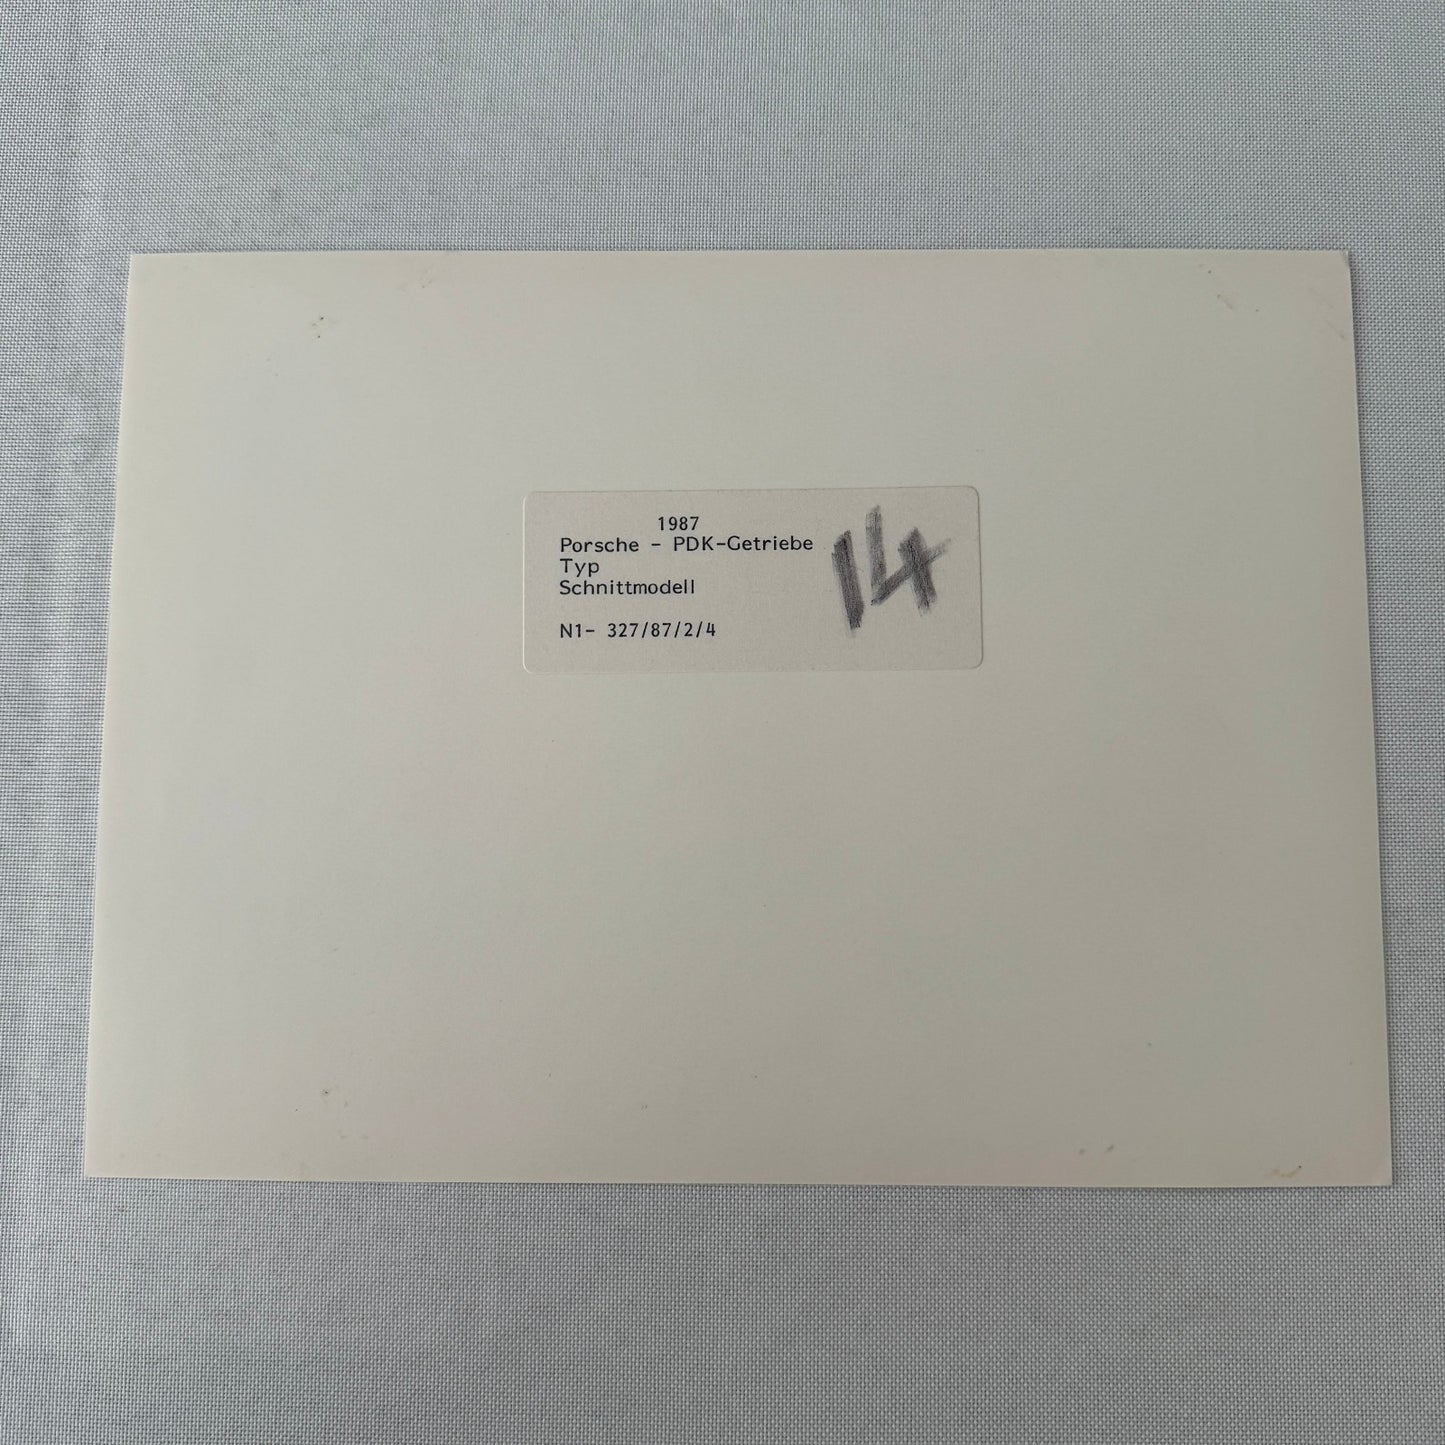 1987
Porsche - PDK-Getriebe
Typ
Schnittmodell
N1- 327/87/2/4
14